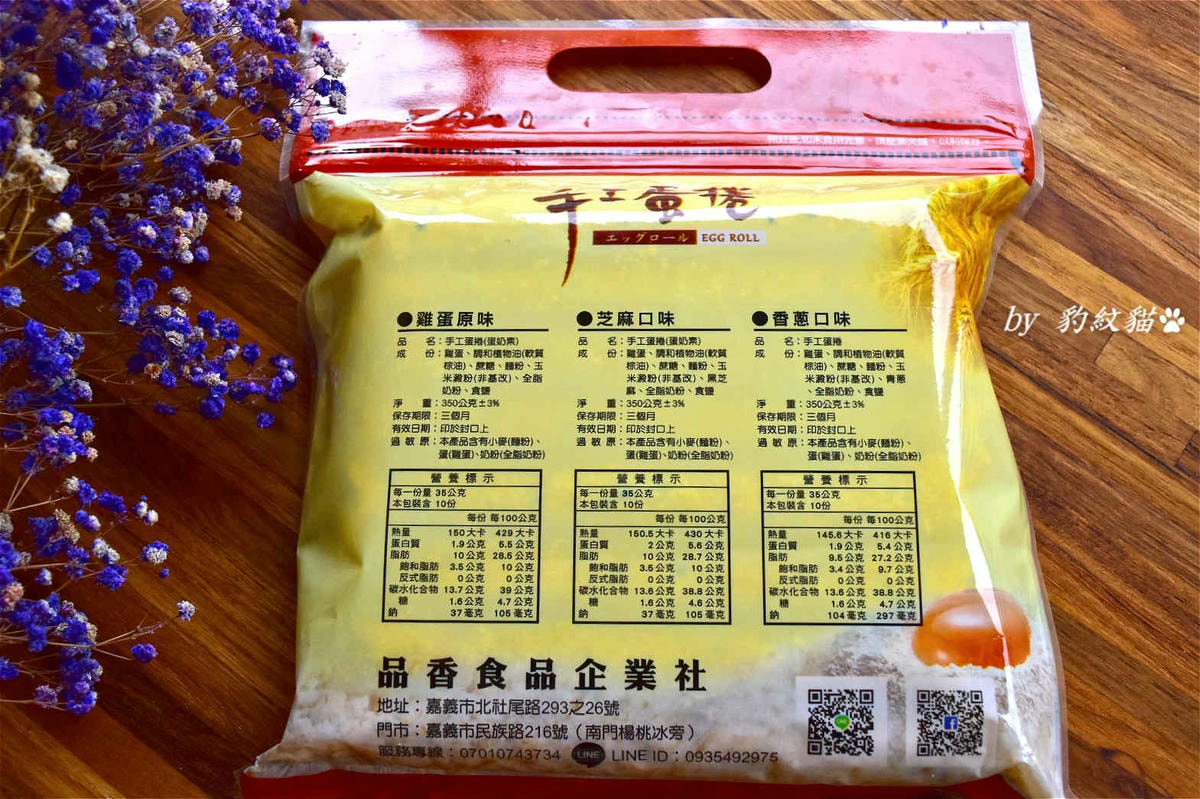 開封後如未食用完畢，請壓緊夾鏈，以利保存
手工蛋捲
エッグロール EGG ROLL
by 豹紋貓
●雞蛋原味
品名：手工蛋捲(蛋奶素)
成份：雞蛋、調和植物油(軟質
棕油)、蔗糖、麵粉、玉
米澱粉(非基改)、全脂
奶粉、食鹽
淨重：350公克±3%
保存期限：三個月
有效日期：印於封口上
過敏原：本產品含有小麥(麵粉)、
蛋(雞蛋)、奶粉(全脂奶粉)
營養標示
每一份量 35公克
本包裝含 10份
每份 每100公克
熱量 150大卡 429大卡
蛋白質 1.9公克 5.5公克
脂肪 10公克 28.5公克
飽和脂肪 3.5公克 10公克
反式脂肪 0公克 0公克
碳水化合物 13.7公克 39公克
糖 1.6公克 4.7公克
鈉 37毫克 105毫克
●芝麻口味
品名：手工蛋捲(蛋奶素)
成份：雞蛋、調和植物油(軟質
棕油)、蔗糖、麵粉、玉
米澱粉(非基改)、黑芝
麻、全脂奶粉、食鹽
淨重：350公克±3%
保存期限：三個月
有效日期：印於封口上
過敏原：本產品含有小麥(麵粉)、
蛋(雞蛋)、奶粉(全脂奶粉)
營養標示
每一份量 35公克
本包裝含 10份
每份 每100公克
熱量 150.5大卡 430大卡
蛋白質 2公克 5.6公克
脂肪 10公克 28.7公克
飽和脂肪 3.5公克 10公克
反式脂肪 0公克 0公克
碳水化合物 13.6公克 38.8公克
糖 1.6公克 4.6公克
鈉 37毫克 105毫克
●香蔥口味
品名：手工蛋捲
成份：雞蛋、調和植物油(軟質
棕油)、蔗糖、麵粉、玉
米澱粉(非基改)、青蔥
、全脂奶粉、食鹽
淨重：350公克±3%
保存期限：三個月
有效日期：印於封口上
過敏原：本產品含有小麥(麵粉)、
蛋(雞蛋)、奶粉(全脂奶粉)
營養標示
每一份量 35公克
本包裝含 10份
每份 每100公克
熱量 145.6大卡 416大卡
蛋白質 1.9公克 5.4公克
脂肪 9.5公克 27.2公克
飽和脂肪 3.4公克 9.7公克
反式脂肪 0公克 0公克
碳水化合物 13.6公克 38.8公克
糖 1.6公克 4.7公克
鈉 104毫克 297毫克
品香食品企業社
地址：嘉義市北社尾路293之26號
門市：嘉義市民族路216號（南門楊桃冰旁）
服務專線：07010743734 LINE LINE ID：0935492975